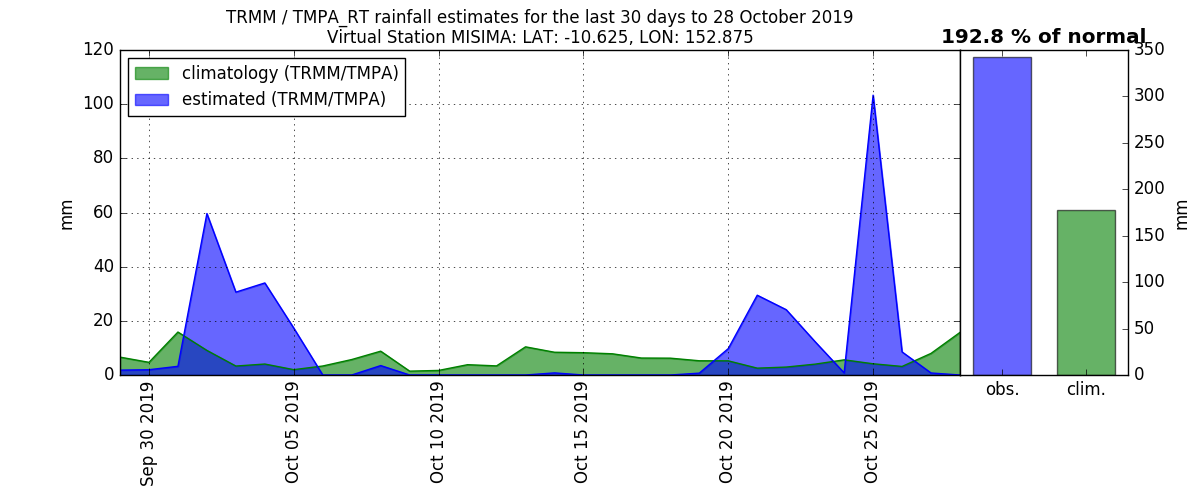 TRMM / TMPA_RT rainfall estimates for the last 30 days to 28 October 2019
Virtual Station MISIMA: LAT: -10.625, LON: 152.875
192.8 % of normal
climatology (TRMM/TMPA)
estimated (TRMM/TMPA)
120
100
80
60
40
20
0
mm
Sep 30 2019
Oct 05 2019
Oct 10 2019
Oct 15 2019
Oct 20 2019
Oct 25 2019
350
300
250
200
150
100
50
0
mm
obs.
clim.